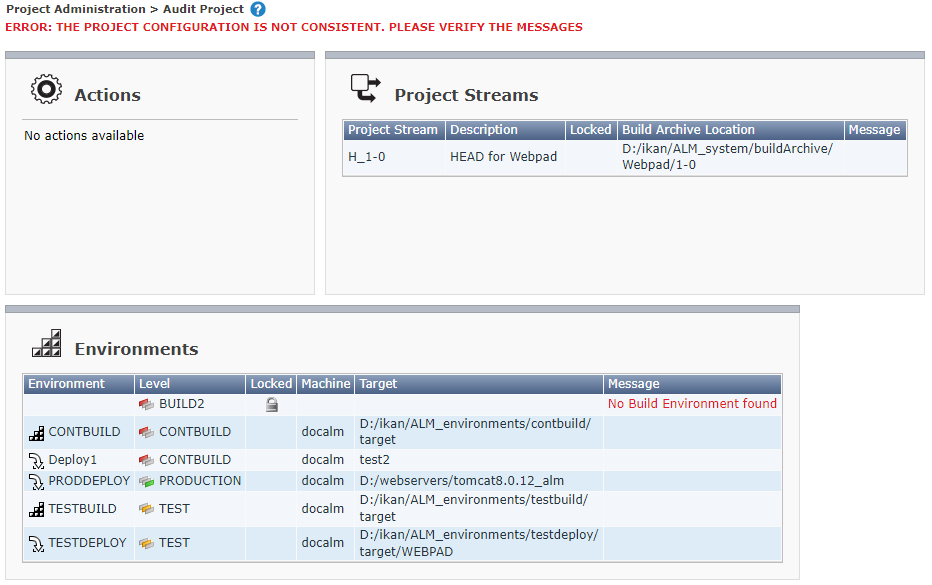 Project Administration > Audit Project ?
ERROR: THE PROJECT CONFIGURATION IS NOT CONSISTENT. PLEASE VERIFY THE MESSAGES
Actions
No actions available
Project Streams
Project Stream Description Locked Build Archive Location Message
H_1-0 HEAD for Webpad D:/ikan/ALM_system/buildArchive/
Webpad/1-0
Environments
Environment Level Locked Machine Target Message
BUILD2 No Build Environment found
CONTBUILD CONTBUILD docalm D:/ikan/ALM_environments/contbuild/
target
Deploy1 CONTBUILD docalm test2
PRODDEPLOY PRODUCTION docalm D:/webservers/tomcat8.0.12_alm
TESTBUILD TEST docalm D:/ikan/ALM_environments/testbuild/
target
TESTDEPLOY TEST docalm D:/ikan/ALM_environments/testdeploy/
target/WEBPAD